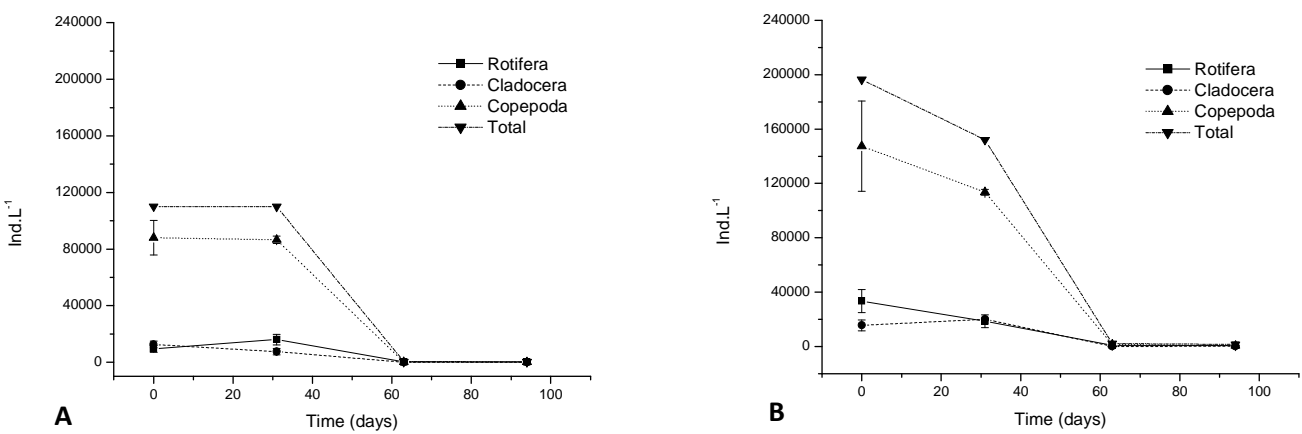 240000
200000
160000
120000
80000
40000
0
Ind.L-1
0 20 40 60 80 100
Time (days)
Rotifera
Cladocera
Copepoda
Total
A
240000
200000
160000
120000
80000
40000
0
Ind.L-1
0 20 40 60 80 100
Time (days)
Rotifera
Cladocera
Copepoda
Total
B